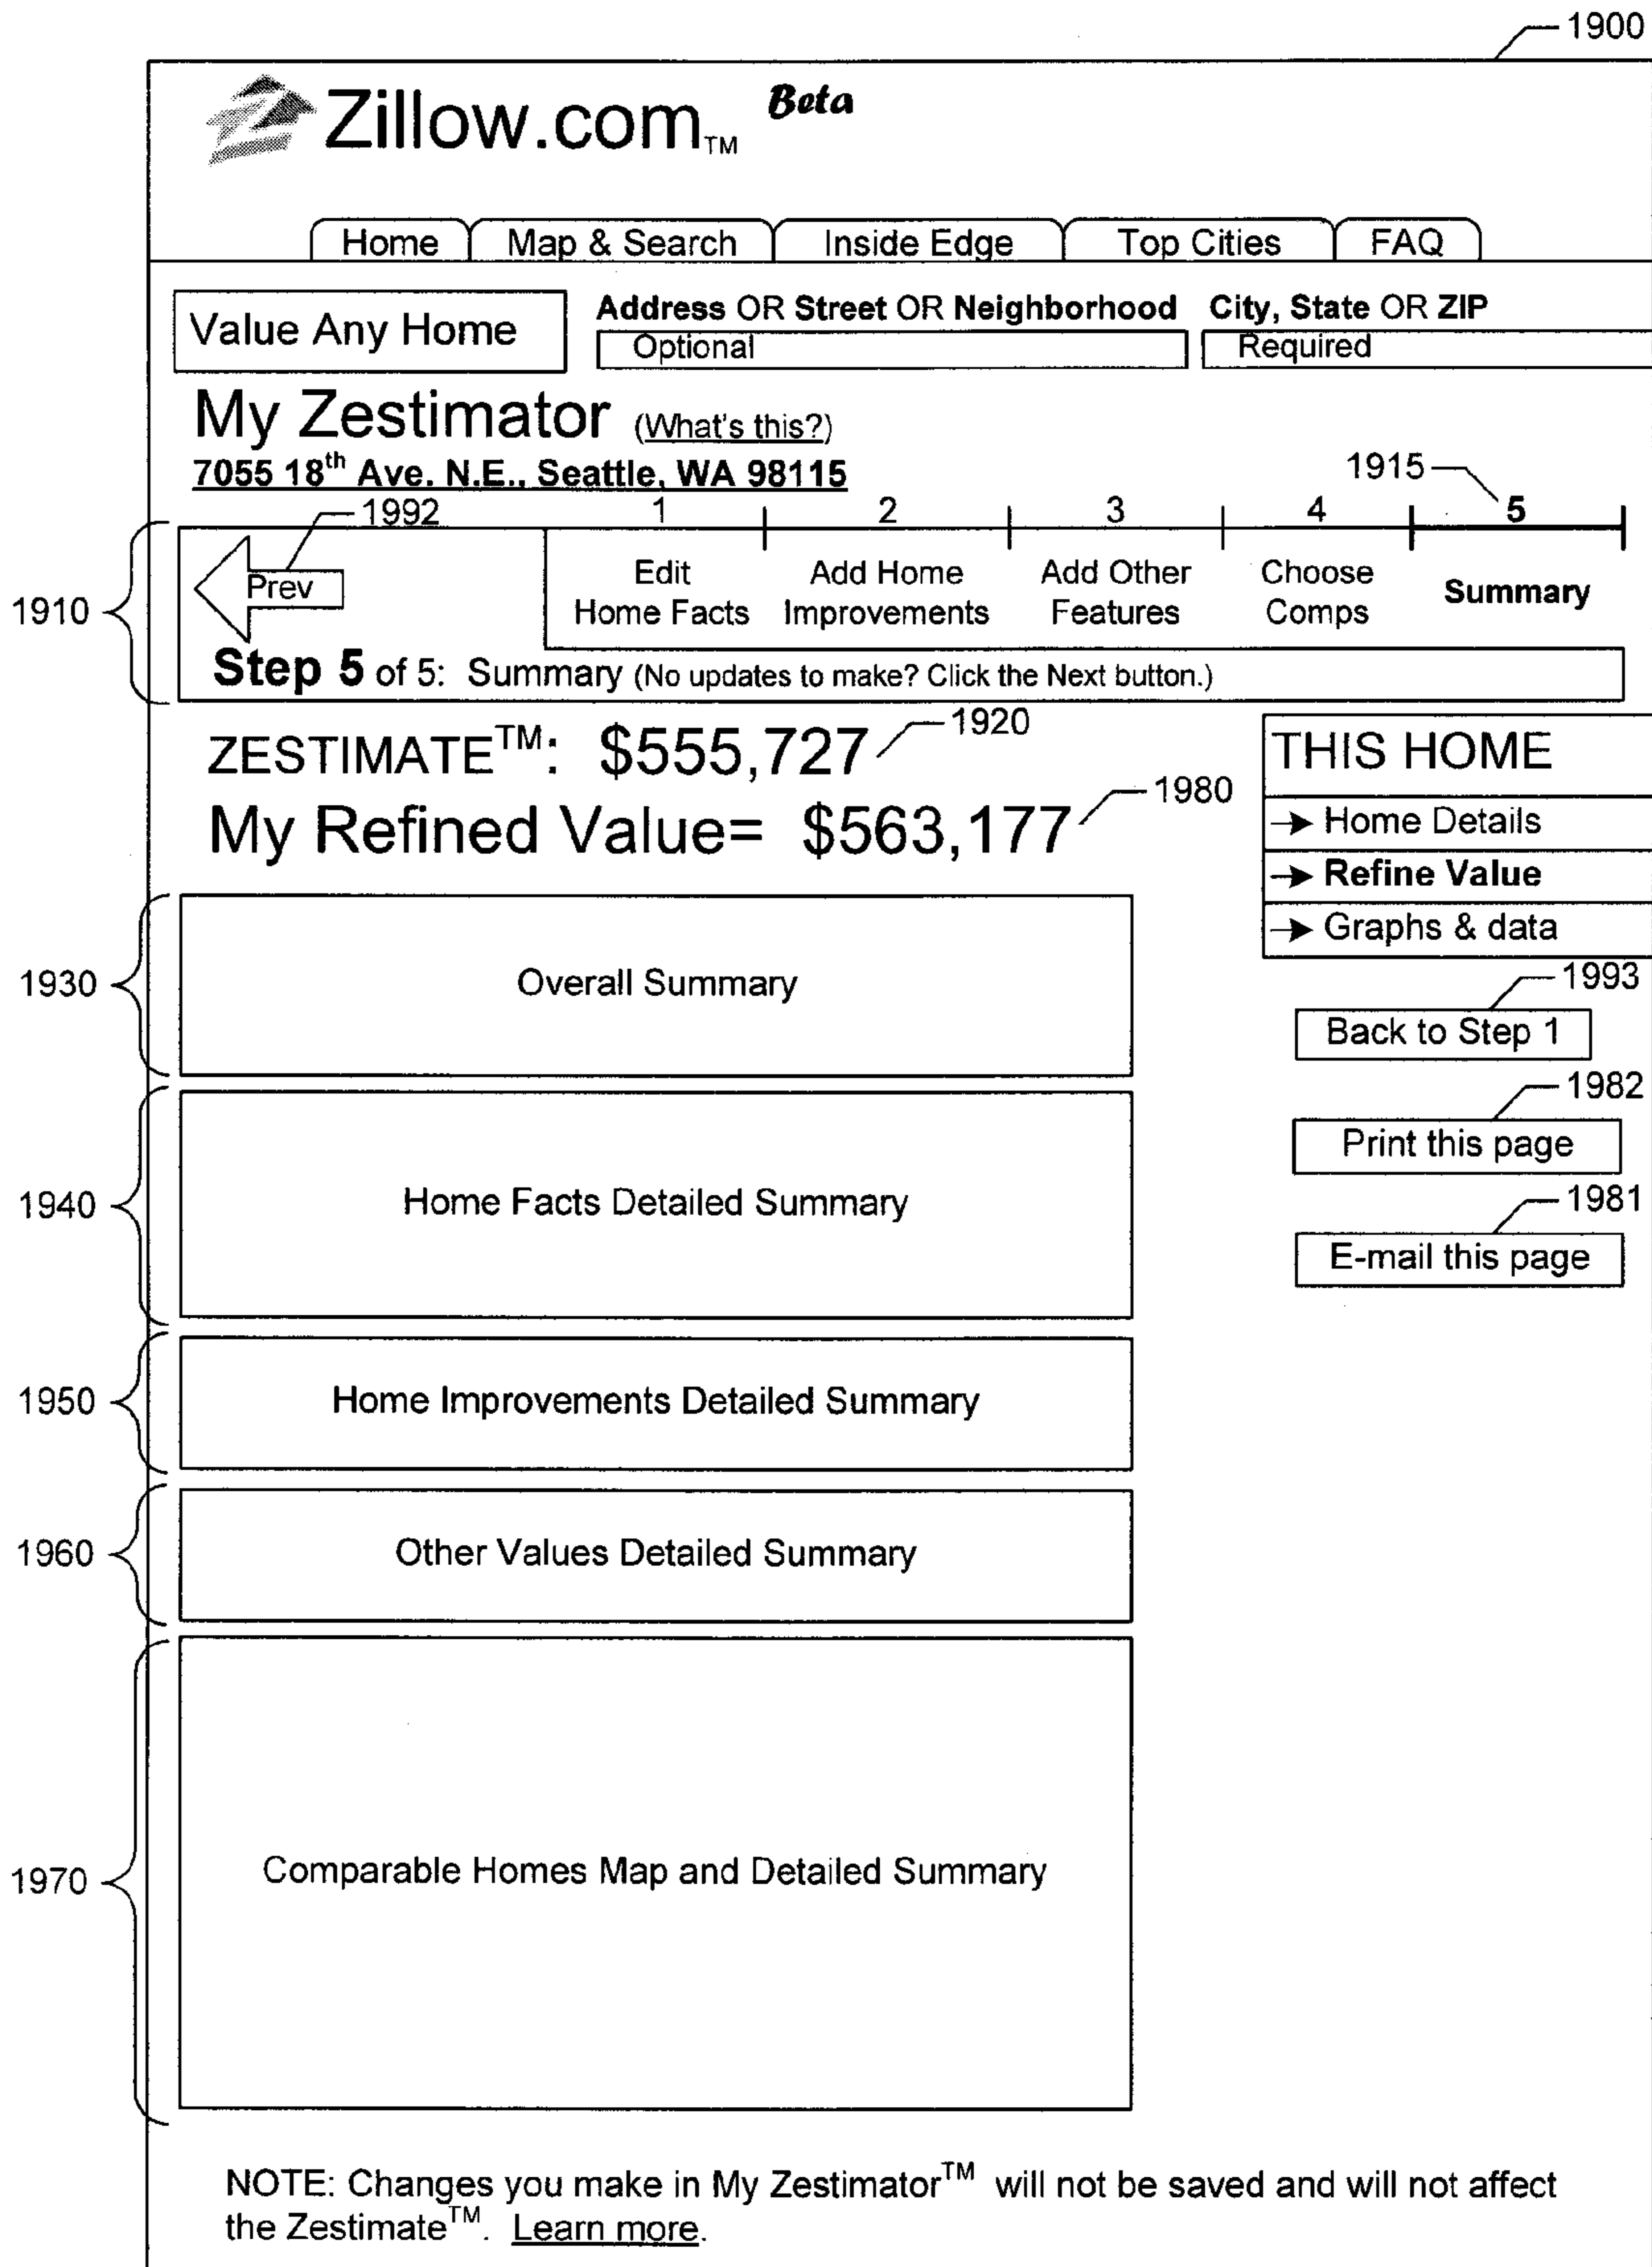 1900
Zillow.com™ Beta
Home Map & Search Inside Edge Top Cities FAQ
Value Any Home
Address OR Street OR Neighborhood City, State OR ZIP
Optional Required
My Zestimator (What's this?)
7055 18th Ave. N.E., Seattle, WA 98115
1915
1992 1 2 3 4 5
1910
Prev
Edit
Home Facts
Add Home
Improvements
Add Other
Features
Choose
Comps
Summary
Step 5 of 5: Summary (No updates to make? Click the Next button.)
ZESTIMATE™: $555,727 1920
My Refined Value= $563,177 1980
THIS HOME
→ Home Details
→ Refine Value
→ Graphs & data
1930 Overall Summary
1993
Back to Step 1
1982
Print this page
1981
E-mail this page
1940 Home Facts Detailed Summary
1950 Home Improvements Detailed Summary
1960 Other Values Detailed Summary
1970 Comparable Homes Map and Detailed Summary
NOTE: Changes you make in My Zestimator™ will not be saved and will not affect
the Zestimate™. Learn more.